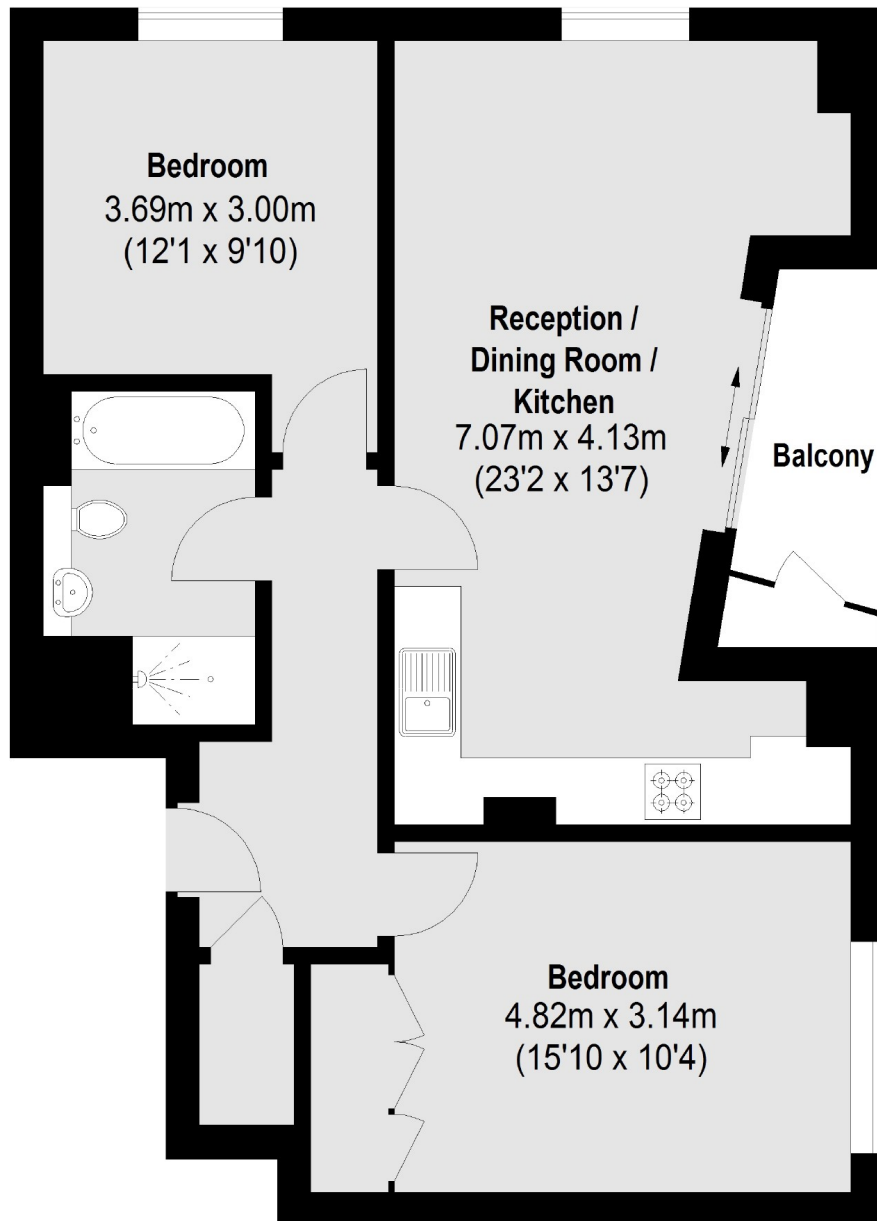 Bedroom
3.69m x 3.00m
(12'1 x 9'10)
Reception /
Dining Room /
Kitchen
7.07m x 4.13m
(23'2 x 13'7)
Balcony
Bedroom
4.82m x 3.14m
(15'10 x 10'4)